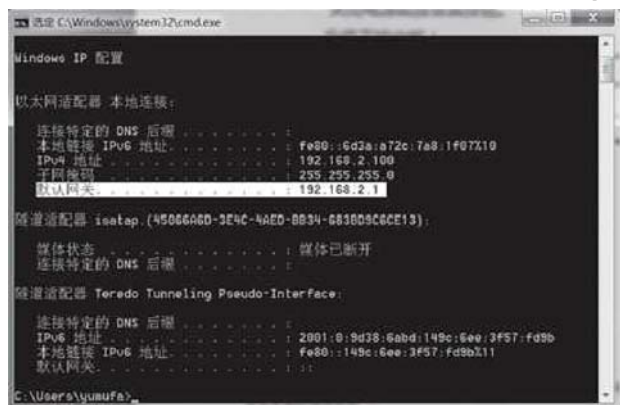 选定 C:\Windows\system32\cmd.exe
Windows IP 配置
以太网适配器 本地连接:
连接特定的 DNS 后缀 . . . . . . . :
本地链接 IPv6 地址. . . . . . . . : fe80::6d3a:a72c:7a8:1f07%10
IPv4 地址 . . . . . . . . . . . . : 192.168.2.100
子网掩码 . . . . . . . . . . . . : 255.255.255.0
默认网关. . . . . . . . . . . . . : 192.168.2.1
隧道适配器 isatap.{45066A6D-3E4C-4AED-BB34-683BD9C6CE13}:
媒体状态 . . . . . . . . . . . . : 媒体已断开
连接特定的 DNS 后缀 . . . . . . . :
隧道适配器 Teredo Tunneling Pseudo-Interface:
连接特定的 DNS 后缀 . . . . . . . :
IPv6 地址 . . . . . . . . . . . . : 2001:0:9d38:6abd:149c:6ee:3f57:fd9b
本地链接 IPv6 地址. . . . . . . . : fe80::149c:6ee:3f57:fd9b%11
默认网关. . . . . . . . . . . . . : ::
C:\Users\yumufa>_